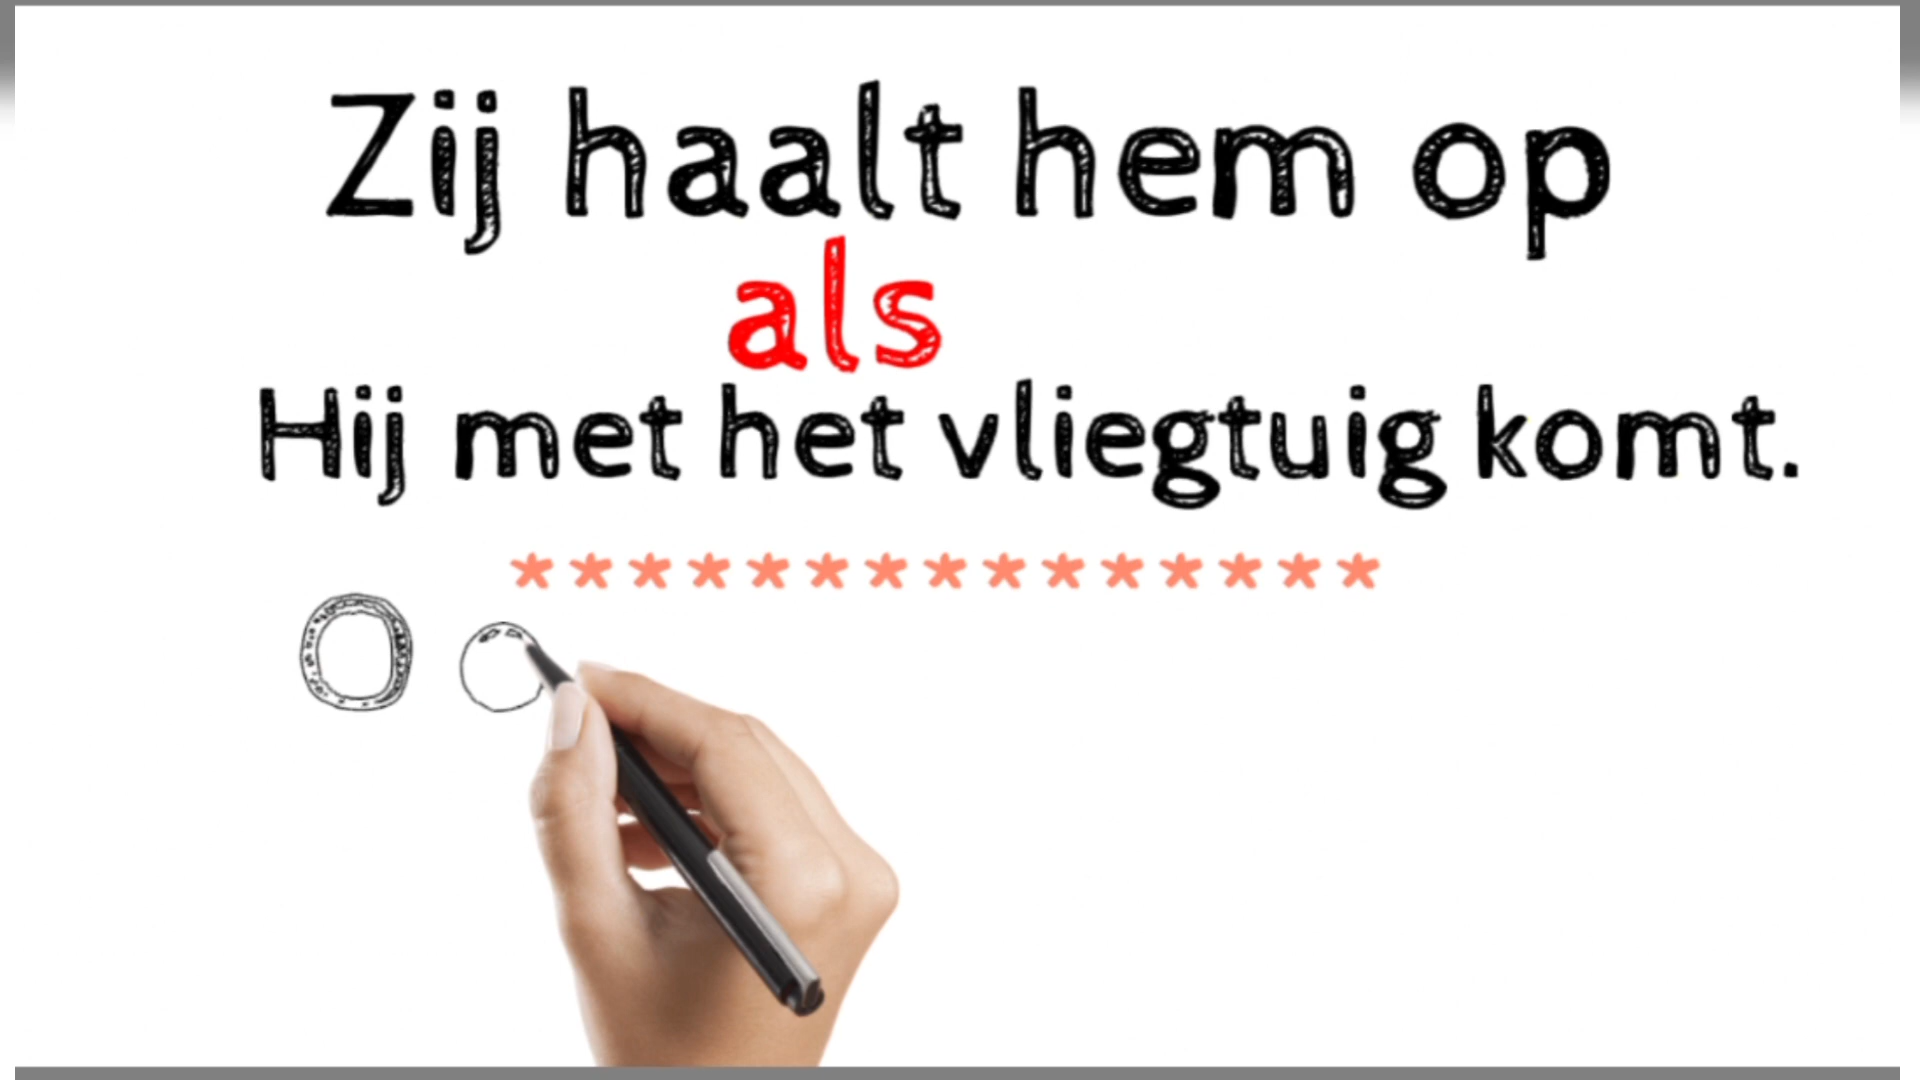 Zij haalt hem op
als
Hij met het vliegtuig komt.
***************
O o